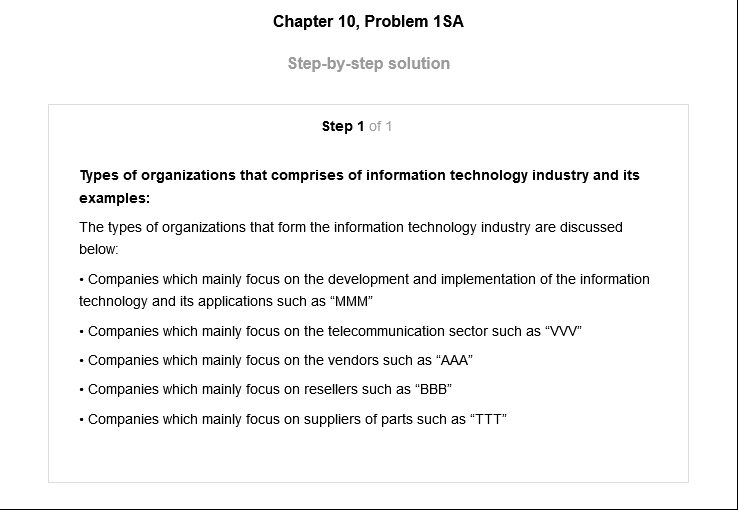 Chapter 10, Problem 1SA
Step-by-step solution
Step 1 of 1
Types of organizations that comprises of information technology industry and its
examples:
The types of organizations that form the information technology industry are discussed
below:
• Companies which mainly focus on the development and implementation of the information
technology and its applications such as “MMM”
• Companies which mainly focus on the telecommunication sector such as “VVV”
• Companies which mainly focus on the vendors such as “AAA”
• Companies which mainly focus on resellers such as “BBB”
• Companies which mainly focus on suppliers of parts such as “TTT”